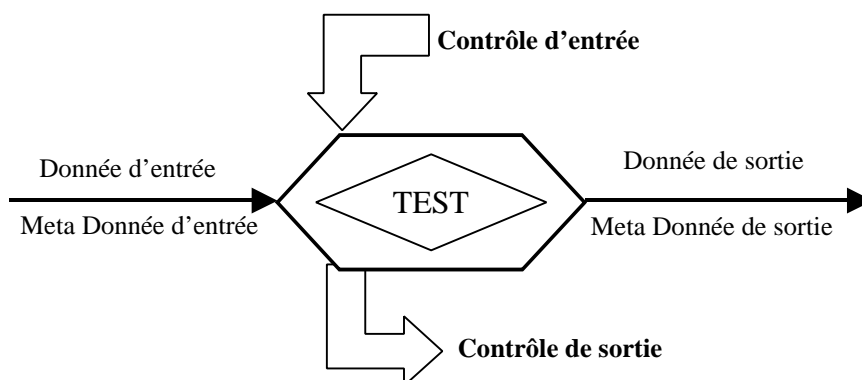 Contrôle d'entrée
Donnée d'entrée
Meta Donnée d'entrée
TEST
Donnée de sortie
Meta Donnée de sortie
Contrôle de sortie